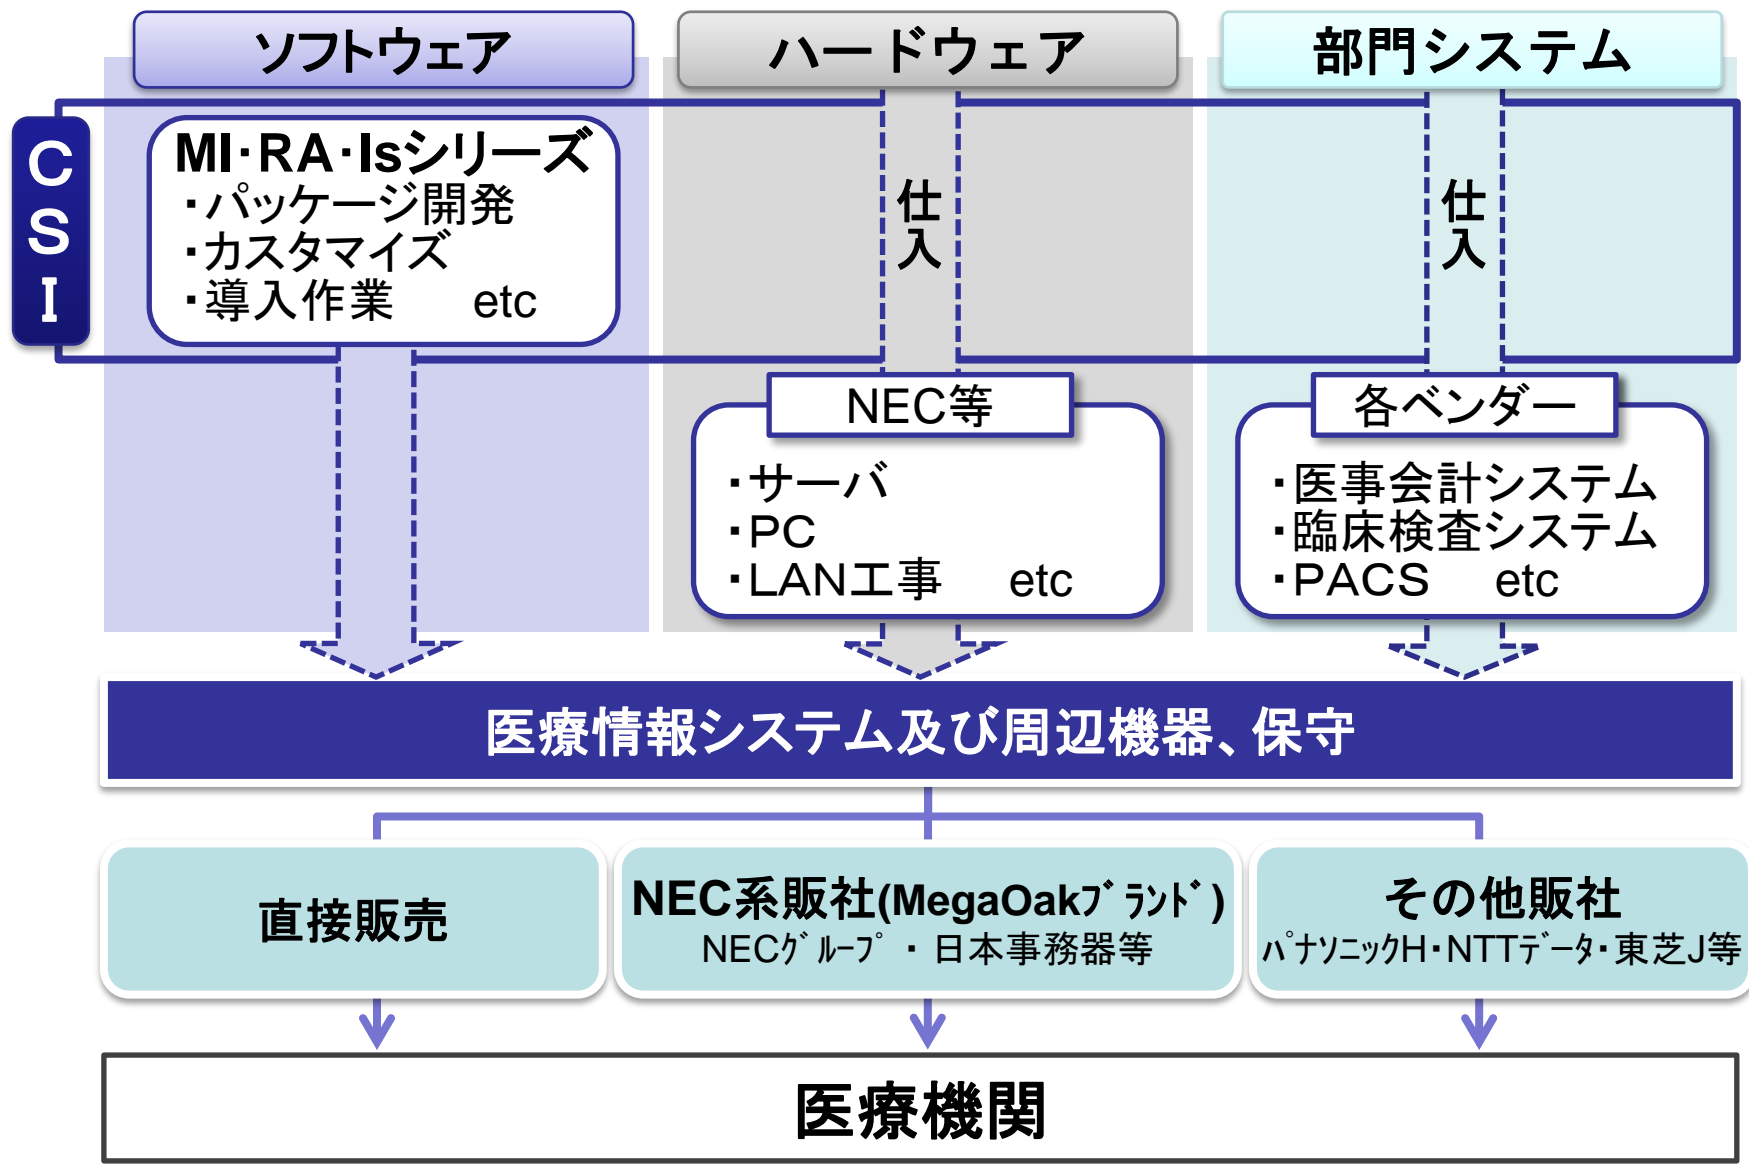 ソフトウェア
ハードウェア
部門システム
CSI
MI･RA･Isシリーズ
･パッケージ開発
･カスタマイズ
･導入作業　etc
仕入
仕入
NEC等
･サーバ
･PC
･LAN工事　etc
各ベンダー
･医事会計システム
･臨床検査システム
･PACS　etc
医療情報システム及び周辺機器、保守
直接販売
NEC系販社(MegaOakﾌﾞﾗﾝﾄﾞ)
NECｸﾞﾙｰﾌﾟ・日本事務器等
その他販社
ﾊﾟﾅｿﾆｯｸH･NTTﾃﾞｰﾀ･東芝J等
医療機関